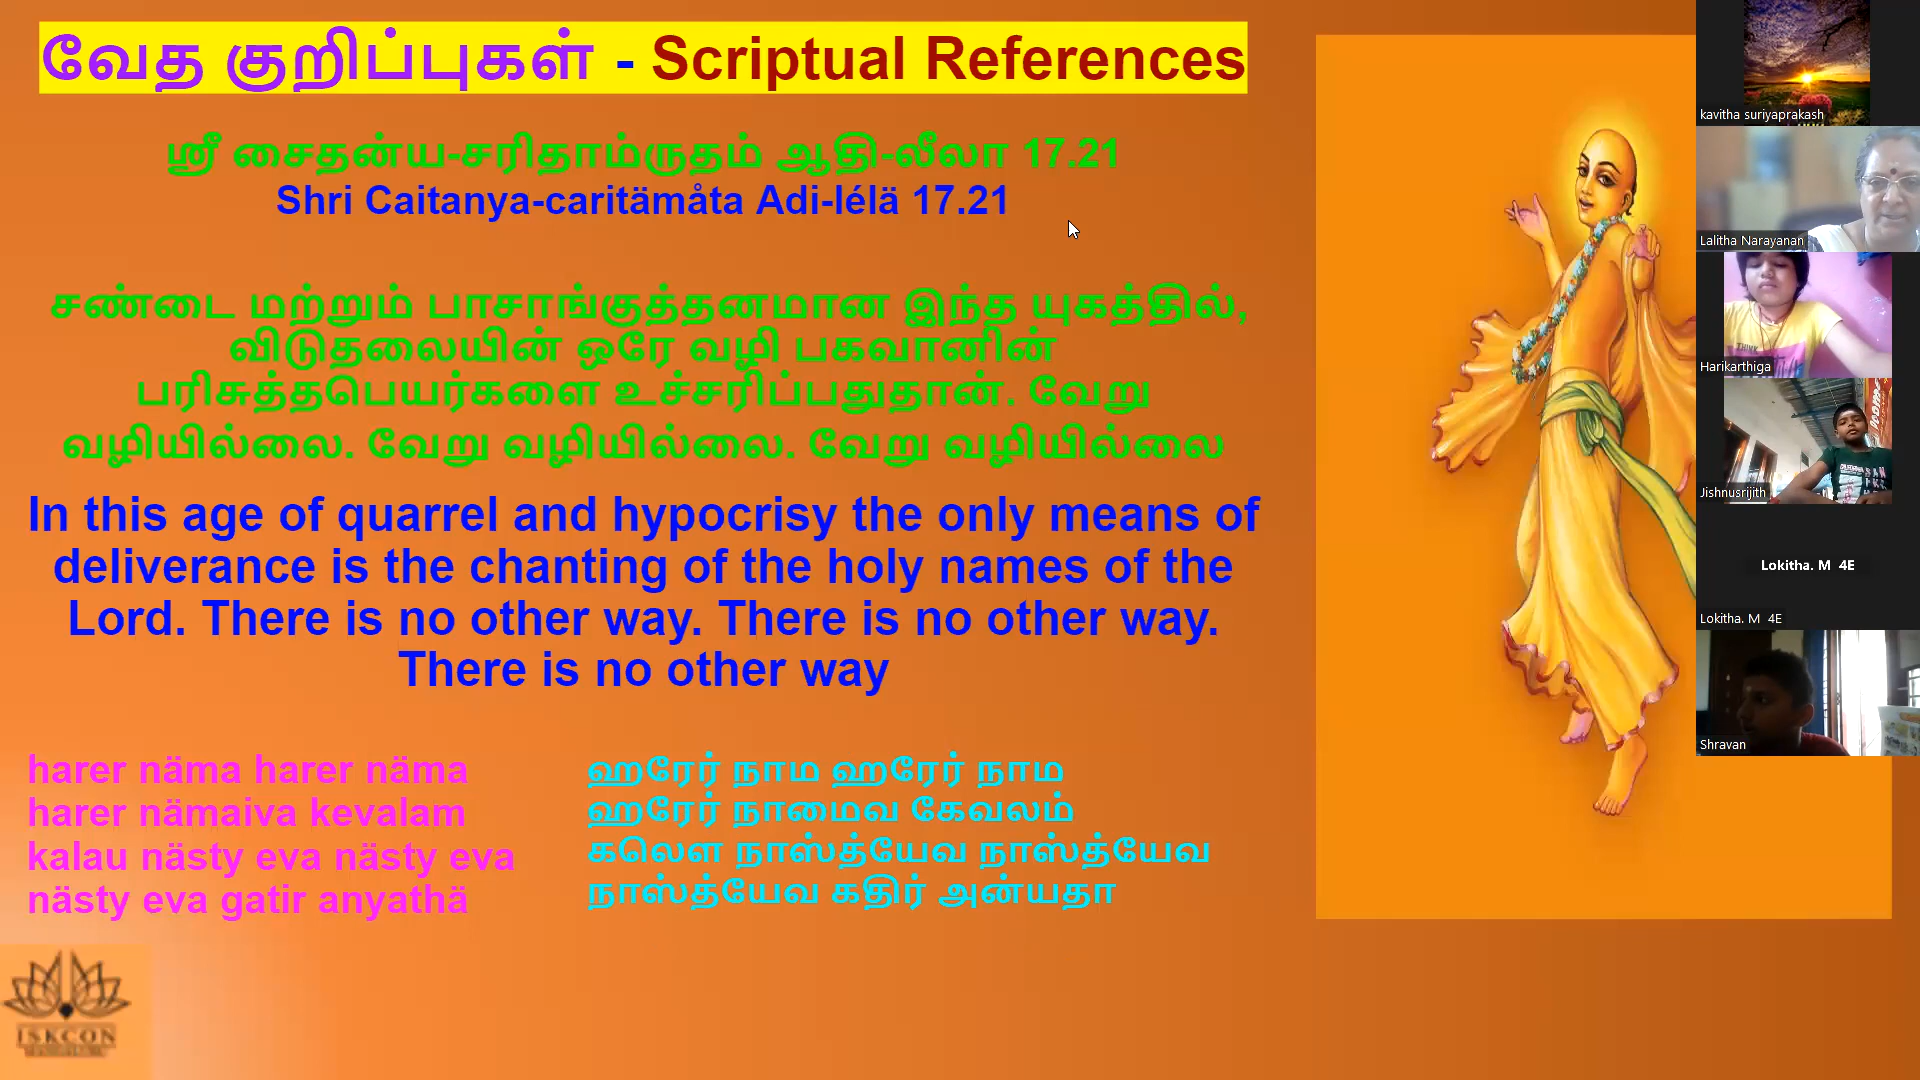 வேத குறிப்புகள் - Scriptual References
ஸ்ரீ சைதன்ய-சரிதாம்ருதம் ஆதி-லீலா 17.21
Shri Caitanya-caritämåta Adi-lélä 17.21
சண்டை மற்றும் பாசாங்குத்தனமான இந்த யுகத்தில்,
விடுதலையின் ஒரே வழி பகவானின்
பரிசுத்தபெயர்களை உச்சரிப்பதுதான். வேறு
வழியில்லை. வேறு வழியில்லை. வேறு வழியில்லை
In this age of quarrel and hypocrisy the only means of
deliverance is the chanting of the holy names of the
Lord. There is no other way. There is no other way.
There is no other way
harer näma harer näma
harer nämaiva kevalam
kalau nästy eva nästy eva
nästy eva gatir anyathä
ஹரேர் நாம ஹரேர் நாம
ஹரேர் நாமைவ கேவலம்
கலௌ நாஸ்த்யேவ நாஸ்த்யேவ
நாஸ்த்யேவ கதிர் அன்யதா
ISKCON
kavitha suriyaprakash
Lalitha Narayanan
THINK
Harikarthiga
Jishnusrijith
Lokitha. M 4E
Lokitha. M 4E
Shravan